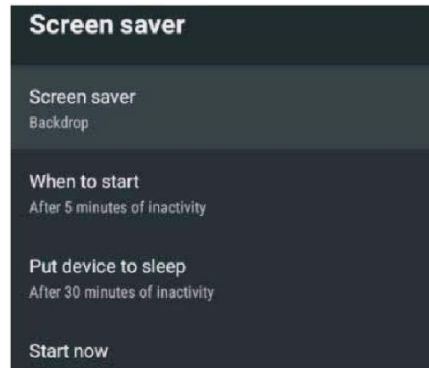 Screen saver
Screen saver
Backdrop
When to start
After 5 minutes of inactivity
Put device to sleep
After 30 minutes of inactivity
Start now